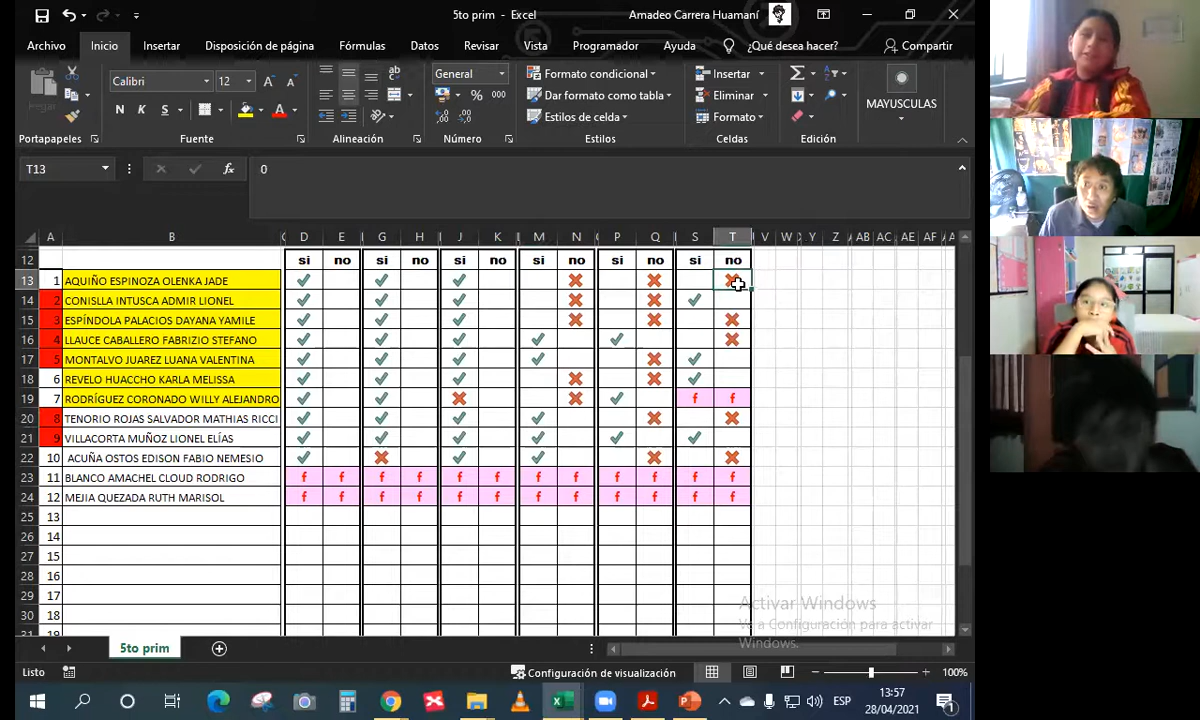 5to prim - Excel
Amadeo Carrera Huamaní
Archivo Inicio Insertar Disposición de página Fórmulas Datos Revisar Vista Programador Ayuda ¿Qué desea hacer? Compartir
Pegar
Calibri 12
N K S
General
% 000
Formato condicional
Dar formato como tabla
Estilos de celda
Insertar
Eliminar
Formato
MAYUSCULAS
Portapapeles Fuente Alineación Número Estilos Celdas Edición
T13 fx 0
A B C D E G H J K M N P Q S T V W X Y Z AB AC AE AF AH
12 si no si no si no si no si no si no
13 1 AQUIÑO ESPINOZA OLENKA JADE
14 2 CONISLLA INTUSCA ADMIR LIONEL
15 3 ESPÍNDOLA PALACIOS DAYANA YAMILE
16 4 LLAUCE CABALLERO FABRIZIO STEFANO
17 5 MONTALVO JUAREZ LUANA VALENTINA
18 6 REVELO HUACCHO KARLA MELISSA
19 7 RODRÍGUEZ CORONADO WILLY ALEJANDRO f f
20 8 TENORIO ROJAS SALVADOR MATHIAS RICCI
21 9 VILLACORTA MUÑOZ LIONEL ELÍAS
22 10 ACUÑA OSTOS EDISON FABIO NEMESIO
23 11 BLANCO AMACHEL CLOUD RODRIGO f f f f f f f f f f f f
24 12 MEJIA QUEZADA RUTH MARISOL f f f f f f f f f f f f
25 13
26 14
27 15
28 16
29 17
30 18
31 19
Activar Windows
Ve a Configuración para activar
Windows.
5to prim
Listo
Configuración de visualización
100%
ESP
13:57
28/04/2021
1